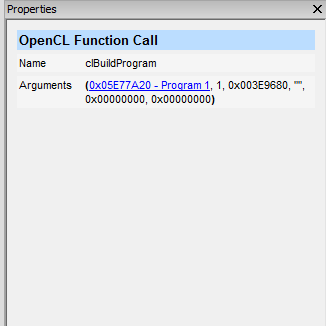 Properties
OpenCL Function Call
Name clBuildProgram
Arguments (0x05E77A20 - Program 1, 1, 0x003E9680, "",
0x00000000, 0x00000000)